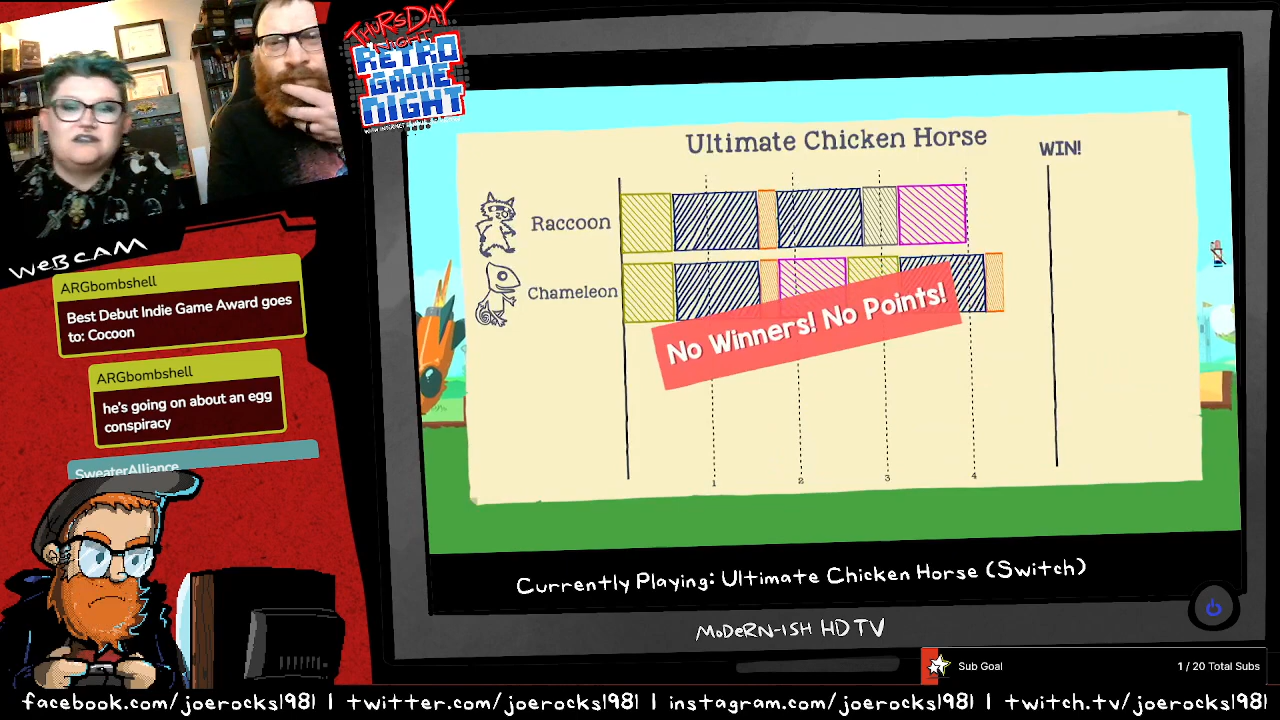 THURSDAY
NIGHT
RETRO
GAME
NIGHT
Ultimate Chicken Horse
WIN!
Raccoon
Chameleon
No Winners! No Points!
1
2
3
4
WEBCAM
ARGbombshell
Best Debut Indie Game Award goes
to: Cocoon
ARGbombshell
he's going on about an egg
conspiracy
SweaterAlliance
Currently Playing: Ultimate Chicken Horse (Switch)
MODERN-ISH HDTV
Sub Goal
1 / 20 Total Subs
facebook.com/joerocks1981 | twitter.com/joerocks1981 | instagram.com/joerocks1981 | twitch.tv/joerocks1981